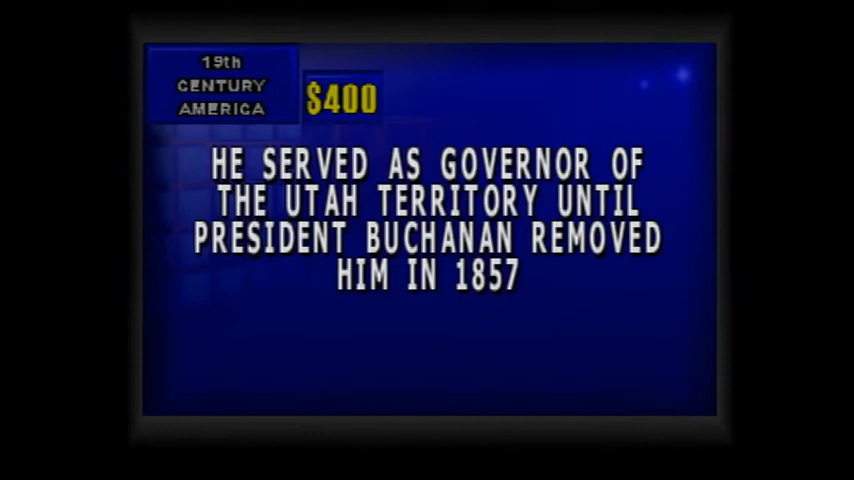 19th
CENTURY
AMERICA
$400
HE SERVED AS GOVERNOR OF
THE UTAH TERRITORY UNTIL
PRESIDENT BUCHANAN REMOVED
HIM IN 1857